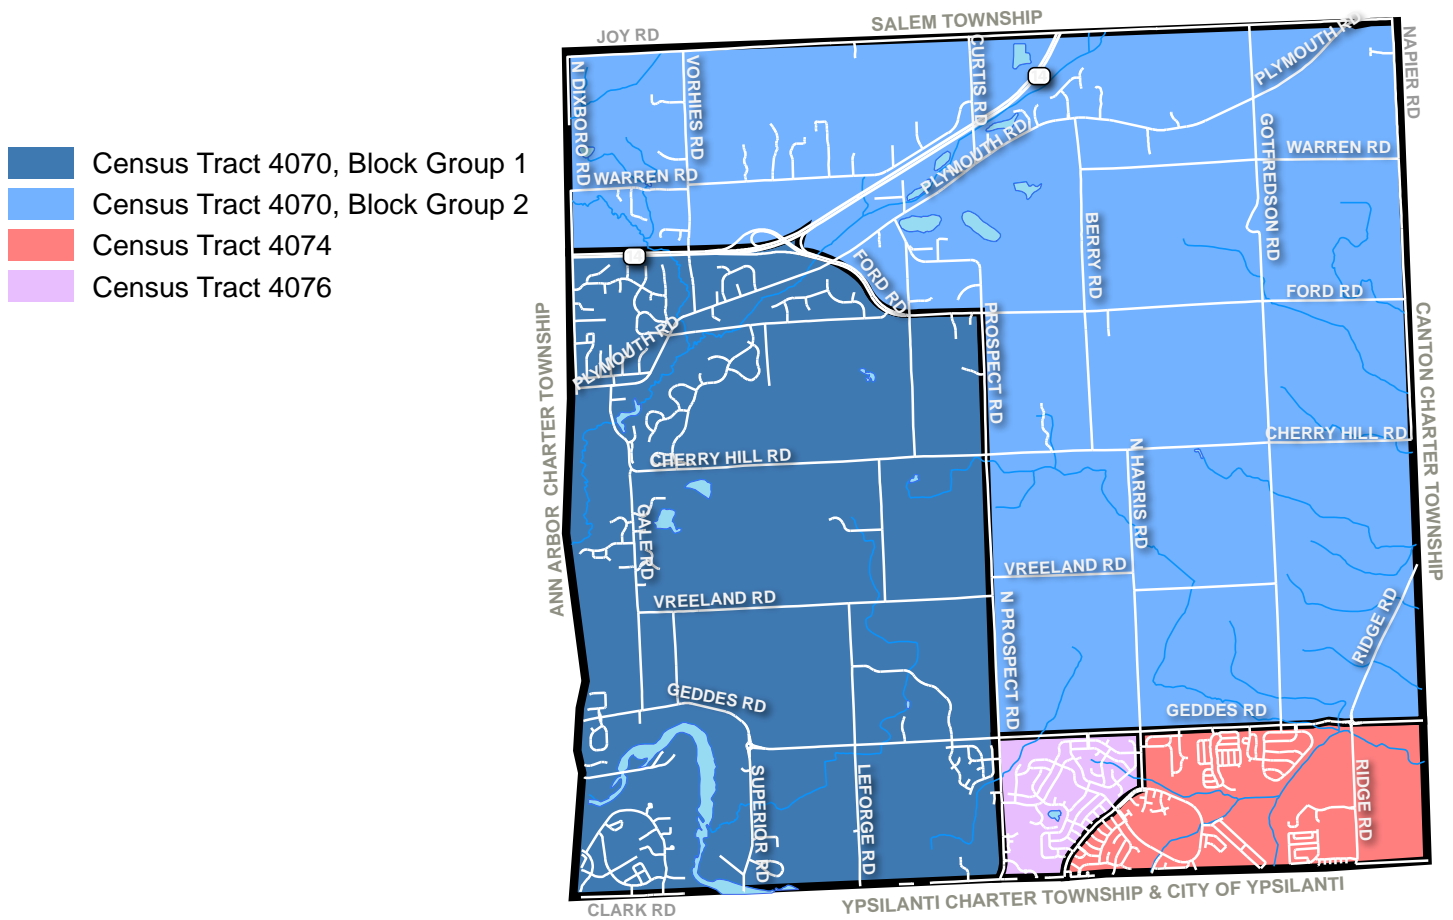 SALEM TOWNSHIP
JOY RD
PLYMOUTH RD
NAPIER RD
N DIXBORO RD
VORHIES RD
CURTIS RD
GOTFREDSON RD
WARREN RD
WARREN RD
PLYMOUTH RD
Census Tract 4070, Block Group 1
Census Tract 4070, Block Group 2
Census Tract 4074
Census Tract 4076
BERRY RD
FORD RD
FORD RD
PROSPECT RD
PLYMOUTH RD
ANN ARBOR CHARTER TOWNSHIP
CANTON CHARTER TOWNSHIP
CHERRY HILL RD
CHERRY HILL RD
N HARRIS RD
GALE RD
VREELAND RD
VREELAND RD
N PROSPECT RD
RIDGE RD
GEDDES RD
GEDDES RD
SUPERIOR RD
LEFORGE RD
RIDGE RD
YPSILANTI CHARTER TOWNSHIP & CITY OF YPSILANTI
CLARK RD